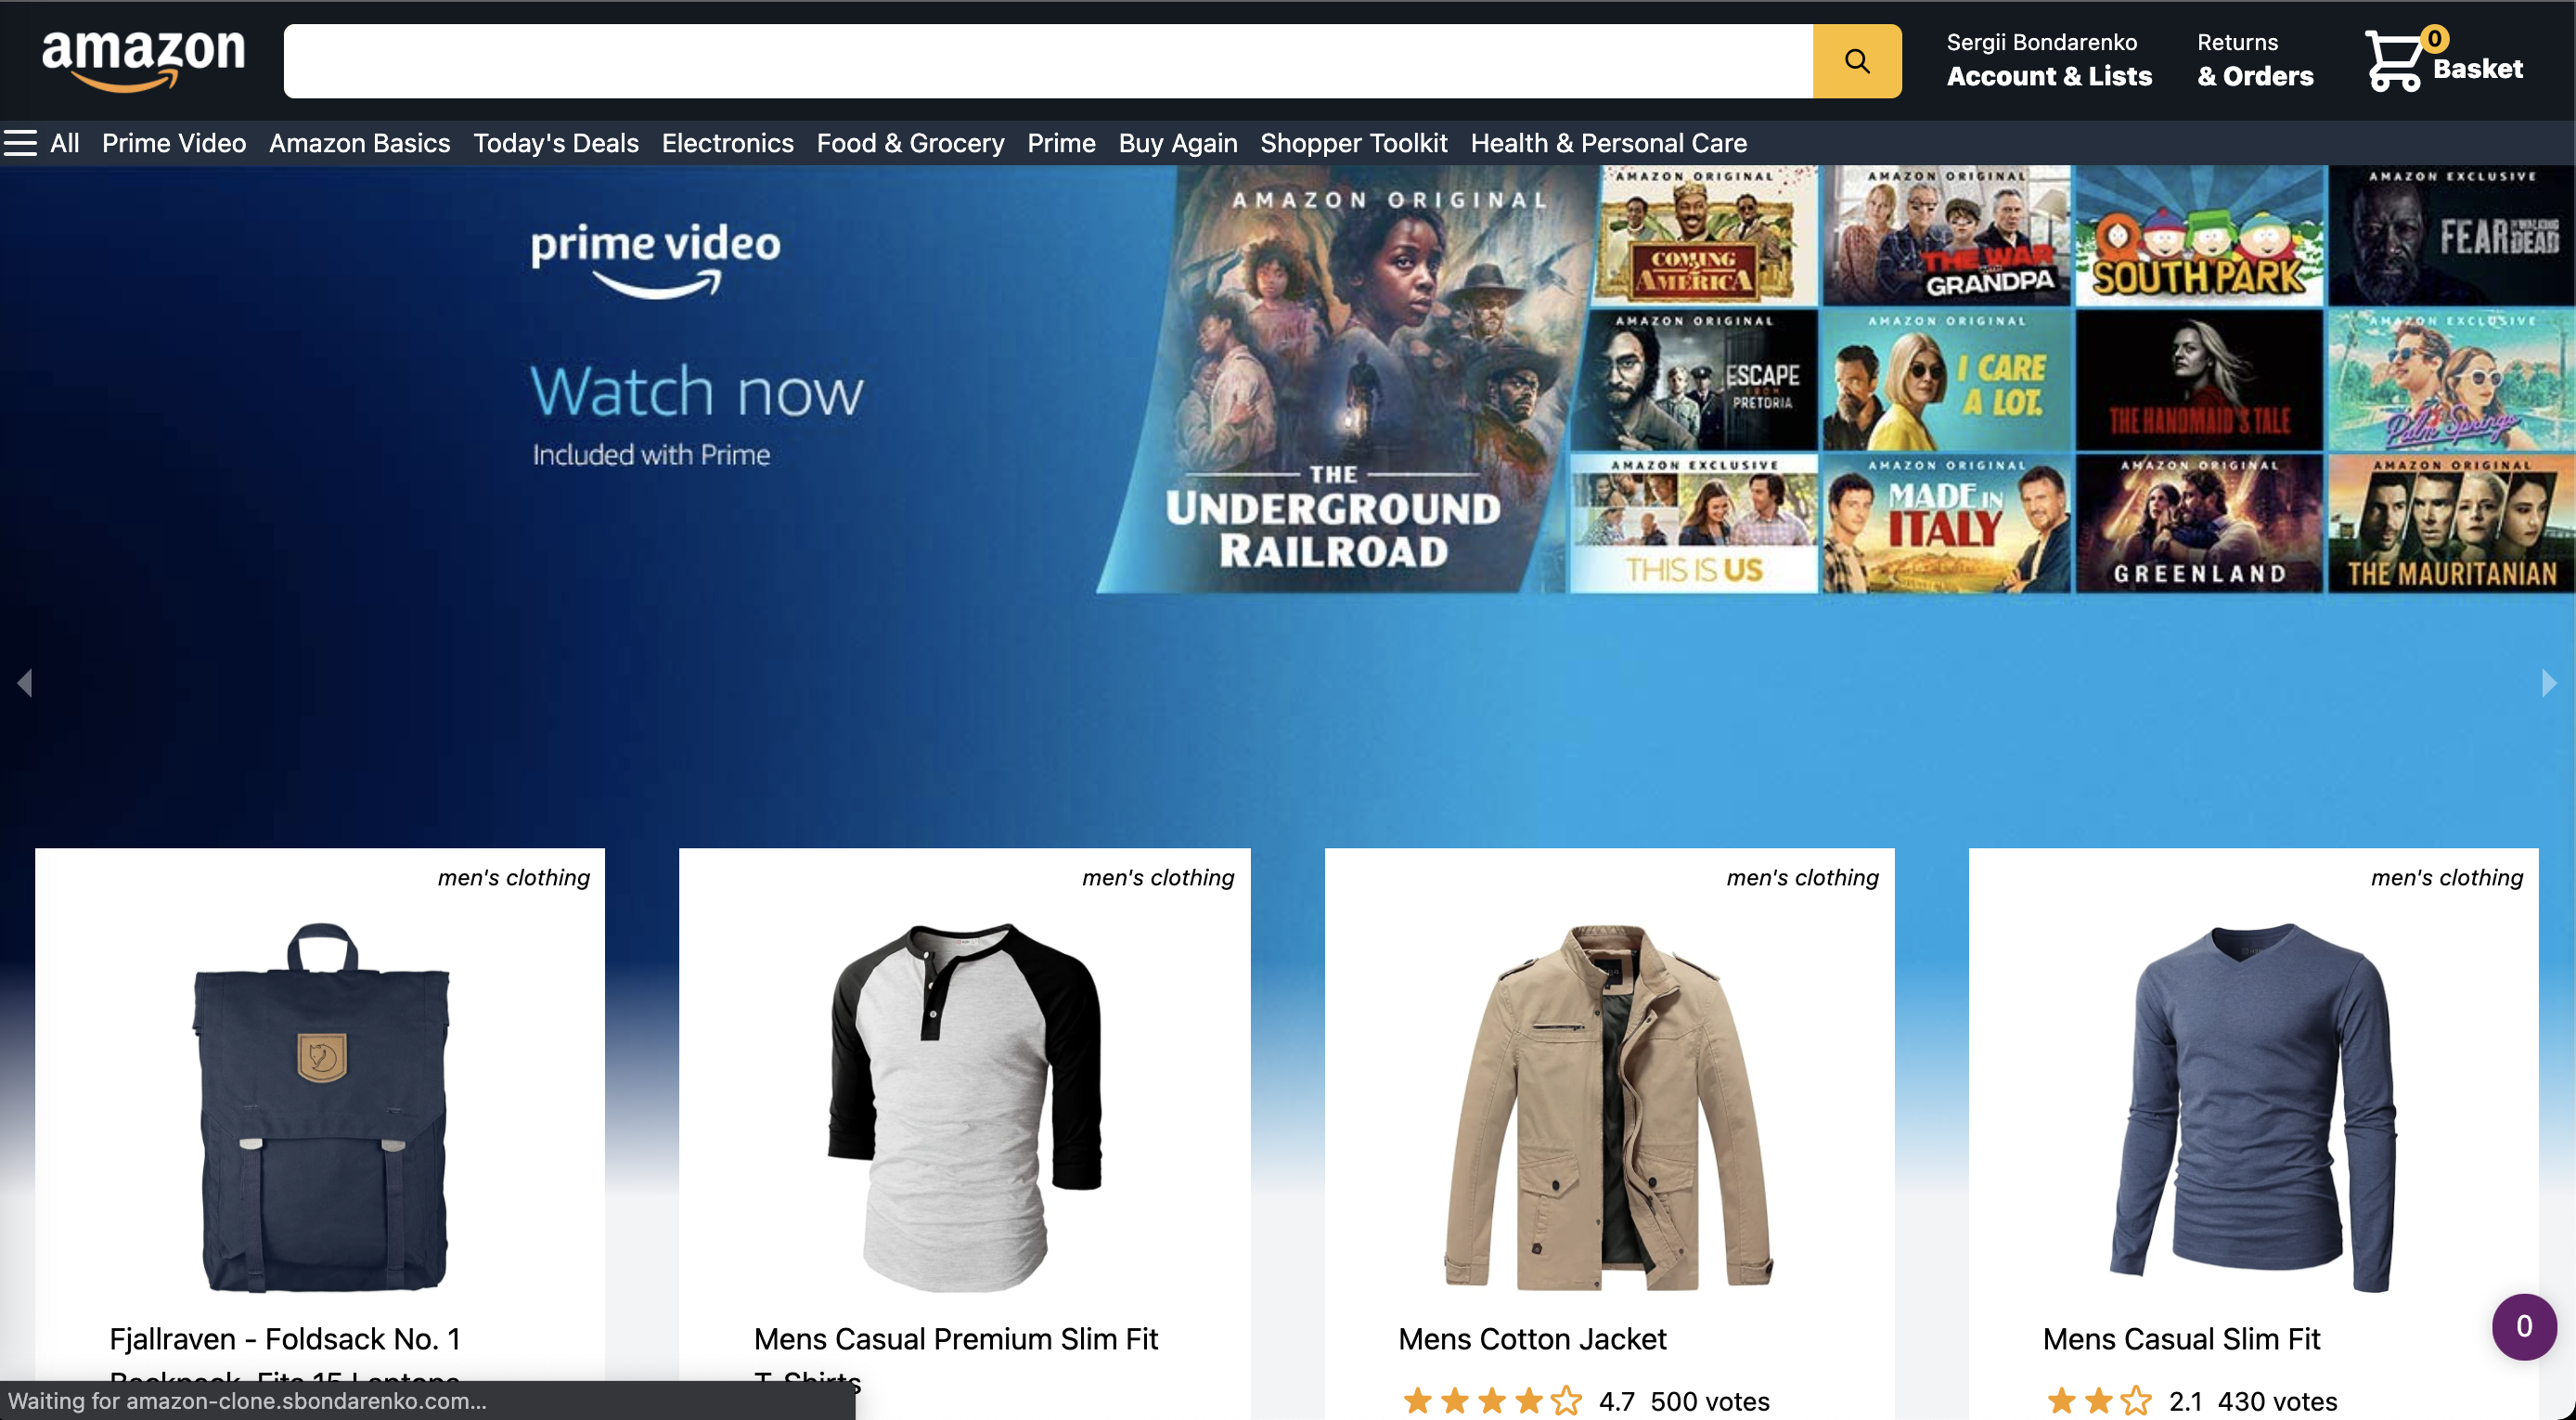 amazon
Sergii Bondarenko
Account & Lists
Returns
& Orders
0
Basket
All Prime Video Amazon Basics Today's Deals Electronics Food & Grocery Prime Buy Again Shopper Toolkit Health & Personal Care
prime video
Watch now
Included with Prime
AMAZON ORIGINAL
THE
UNDERGROUND
RAILROAD
AMAZON ORIGINAL
COMING
2
AMERICA
AMAZON ORIGINAL
THE WAR
WITH
GRANDPA
SOUTH PARK
AMAZON EXCLUSIVE
FEAR THE WALKING DEAD
AMAZON ORIGINAL
ESCAPE
FROM
PRETORIA
AMAZON ORIGINAL
I CARE
A LOT.
THE HANDMAID'S TALE
AMAZON EXCLUSIVE
Palm Springs
AMAZON EXCLUSIVE
THIS IS US
AMAZON ORIGINAL
MADE IN
ITALY
AMAZON ORIGINAL
GREENLAND
AMAZON ORIGINAL
THE MAURITANIAN
men's clothing
men's clothing
men's clothing
men's clothing
Fjallraven - Foldsack No. 1
Backpack, Fits 15 Laptops
Mens Casual Premium Slim Fit
T-Shirts
Mens Cotton Jacket
4.7 500 votes
Mens Casual Slim Fit
2.1 430 votes
0
Waiting for amazon-clone.sbondarenko.com...